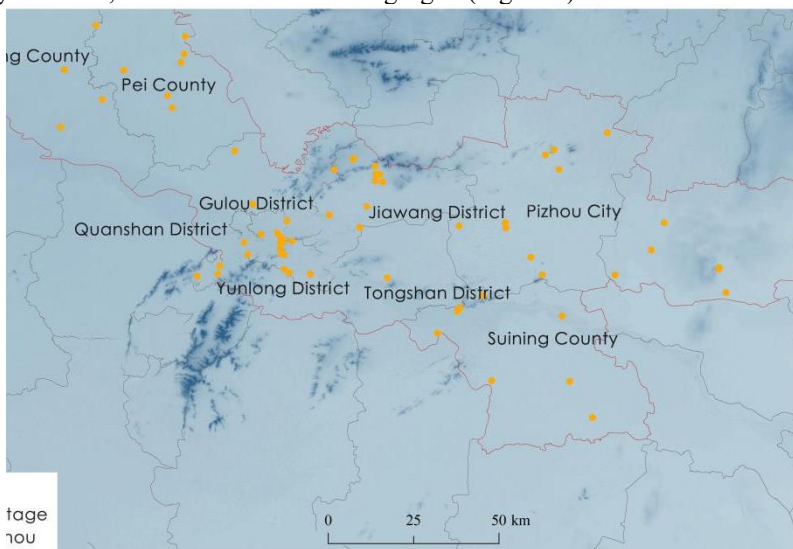 ng County
Pei County
Gulou District
Jiawang District
Pizhou City
Quanshan District
Yunlong District
Tongshan District
Suining County
0 25 50 km
tage
hou